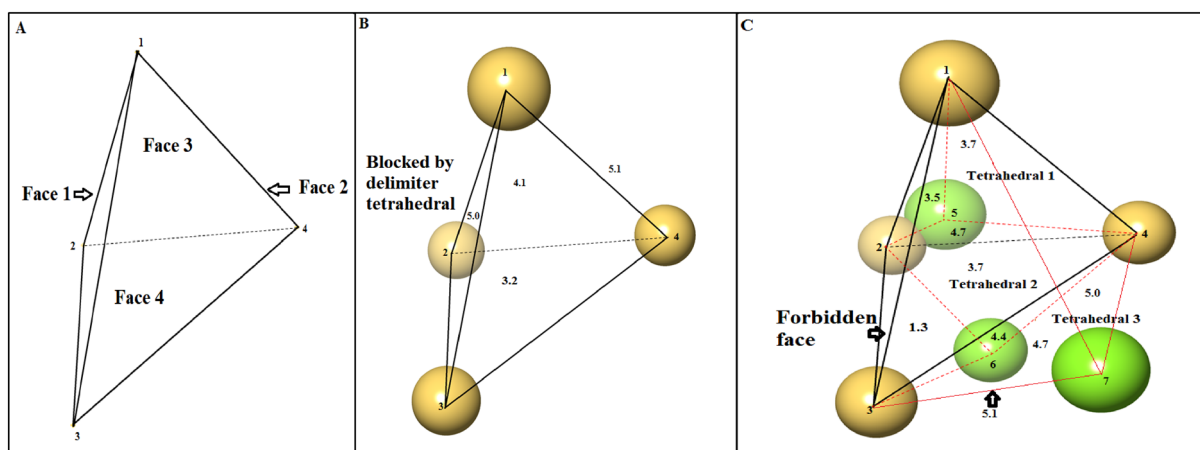 A
1
Face 3
Face 1
Face 2
4
2
Face 4
3
B
1
Blocked by
delimiter
tetrahedral
4.1
5.1
5.0
2
4
3.2
3
C
1
3.7
Tetrahedral 1
3.5
5
4.7
2
4
3.7
Tetrahedral 2
5.0
Forbidden
face
Tetrahedral 3
1.3
4.4
4.7
6
7
3
5.1